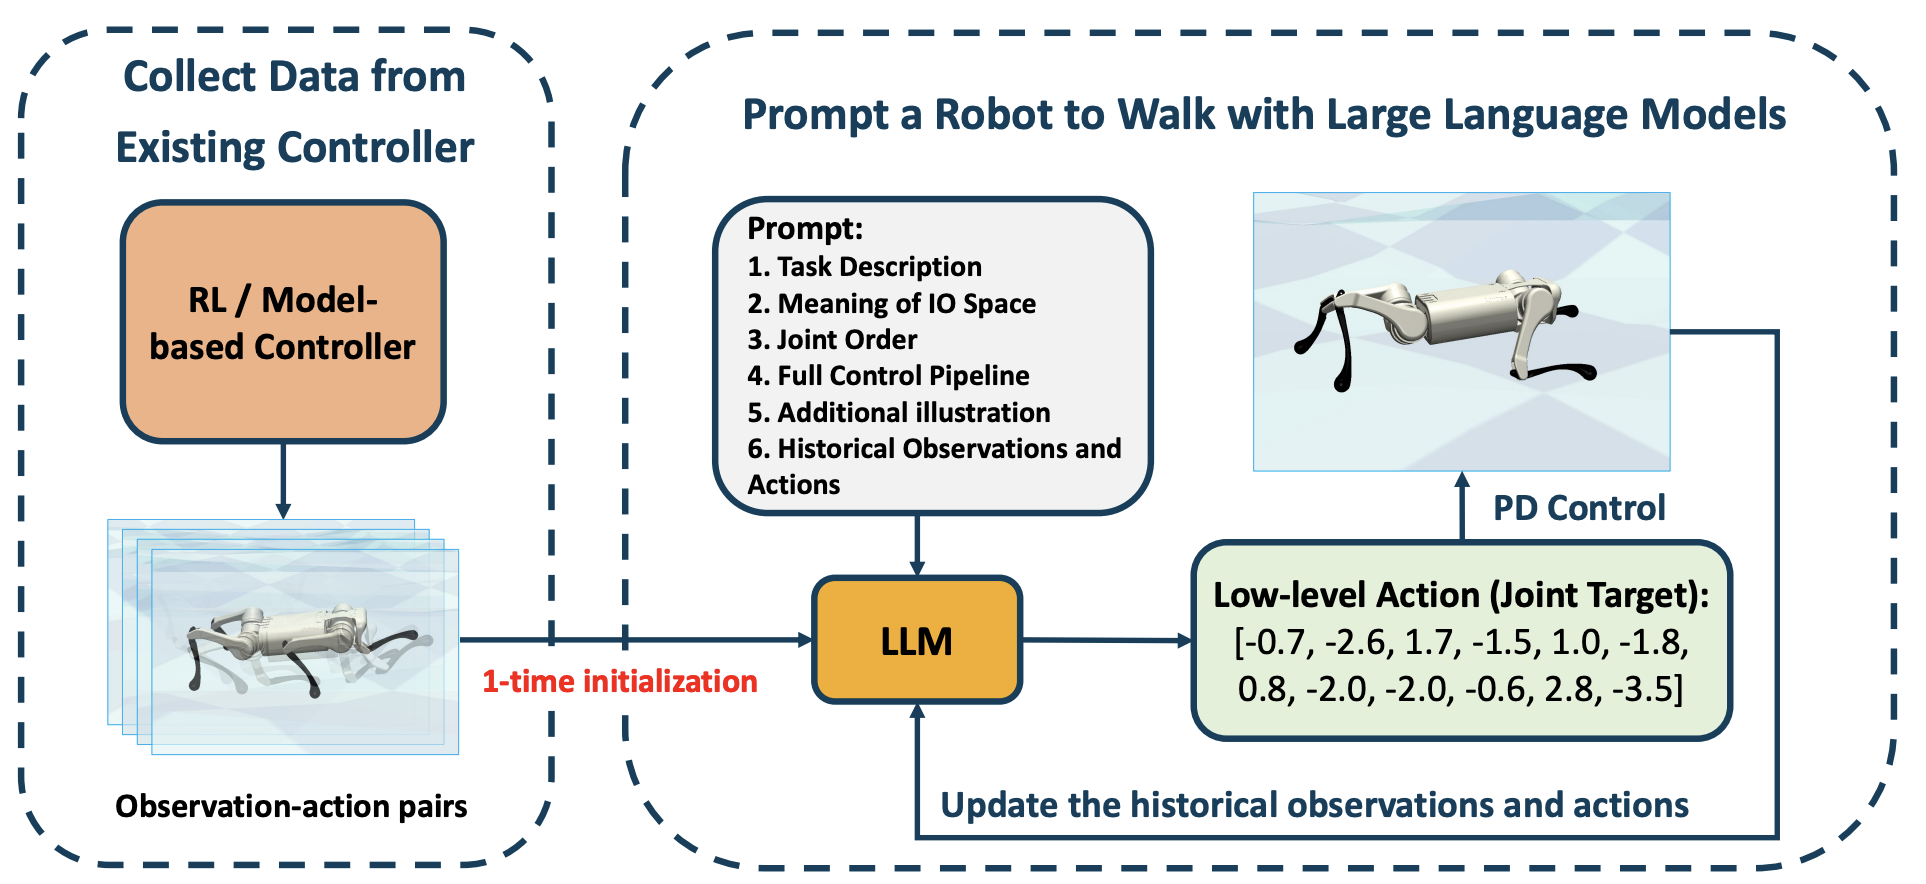 Collect Data from
Existing Controller
RL / Model-
based Controller
Observation-action pairs
1-time initialization
Prompt a Robot to Walk with Large Language Models
Prompt:
1. Task Description
2. Meaning of IO Space
3. Joint Order
4. Full Control Pipeline
5. Additional illustration
6. Historical Observations and
Actions
LLM
PD Control
Low-level Action (Joint Target):
[-0.7, -2.6, 1.7, -1.5, 1.0, -1.8,
0.8, -2.0, -2.0, -0.6, 2.8, -3.5]
Update the historical observations and actions